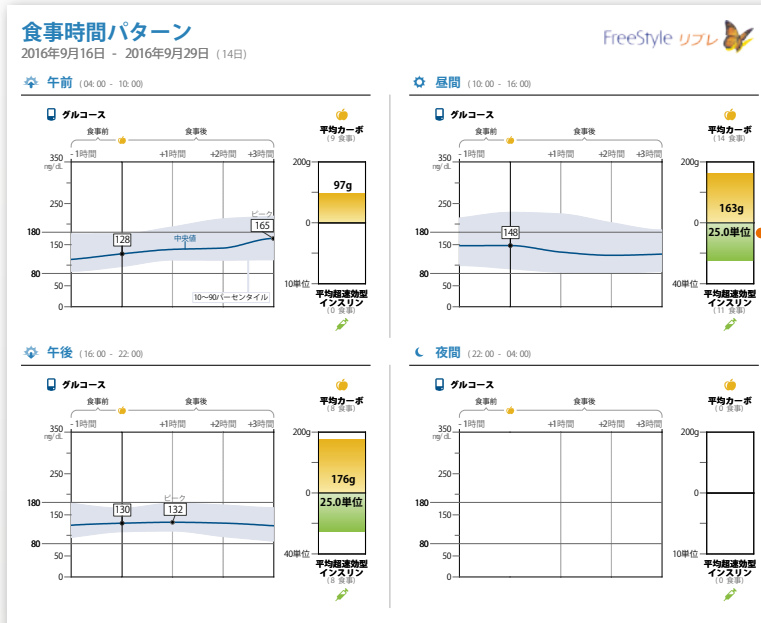 食事時間パターン
2016年9月16日 - 2016年9月29日 (14日)
FreeStyle リブレ
午前 (04:00 - 10:00)
グルコース
食事前 食事後
平均カーボ
(9 食事)
350 mg/dL -1時間 +1時間 +2時間 +3時間
200g
250
97g
ピーク
180
165
128
中央値
0
150
80
10〜90パーセンタイル
50
0
10単位
平均超速効型
インスリン
(0 食事)
昼間 (10:00 - 16:00)
グルコース
食事前 食事後
平均カーボ
(14 食事)
350 mg/dL -1時間 +1時間 +2時間 +3時間
200g
250
163g
180
148
0
25.0単位
150
80
50
0
40単位
平均超速効型
インスリン
(11 食事)
午後 (16:00 - 22:00)
グルコース
食事前 食事後
平均カーボ
(8 食事)
350 mg/dL -1時間 +1時間 +2時間 +3時間
200g
250
176g
ピーク
180
130 132
0
25.0単位
150
80
50
0
40単位
平均超速効型
インスリン
(8 食事)
夜間 (22:00 - 04:00)
グルコース
食事前 食事後
平均カーボ
(0 食事)
350 mg/dL -1時間 +1時間 +2時間 +3時間
200g
250
180
0
150
80
50
0
10単位
平均超速効型
インスリン
(0 食事)